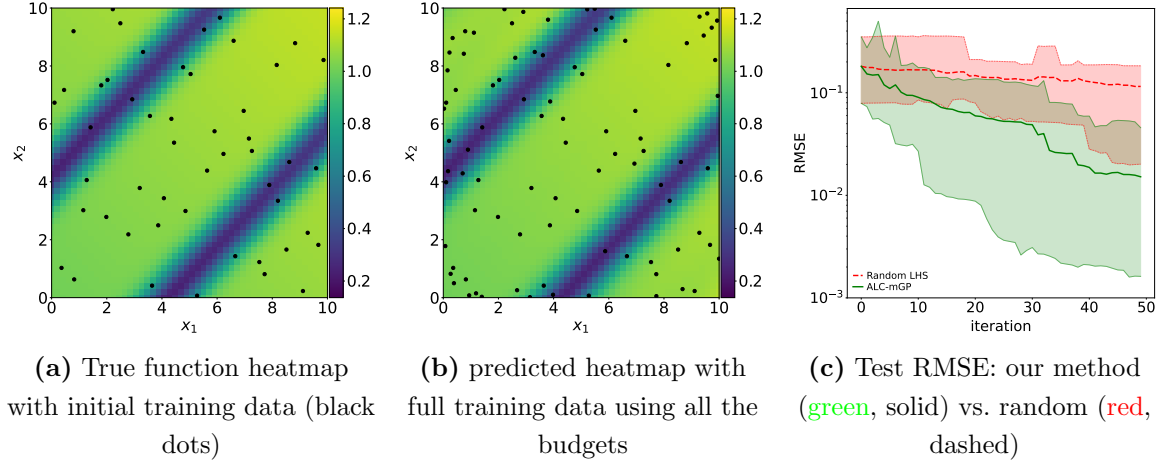 10
8
6
4
2
0
x₂
0 2 4 6 8 10
x₁
1.2
1.0
0.8
0.6
0.4
0.2
10
8
6
4
2
0
x₂
0 2 4 6 8 10
x₁
1.2
1.0
0.8
0.6
0.4
0.2
RMSE
10⁻¹
10⁻²
10⁻³
Random LHS
ALC-mGP
0 10 20 30 40 50
iteration
(a) True function heatmap
with initial training data (black
dots)
(b) predicted heatmap with
full training data using all the
budgets
(c) Test RMSE: our method
(green, solid) vs. random (red,
dashed)